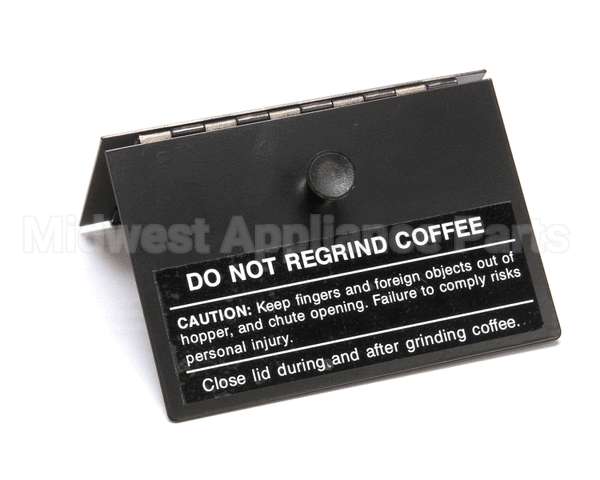 Midwest Appliance Parts
DO NOT REGRIND COFFEE
CAUTION: Keep fingers and foreign objects out of
hopper, and chute opening. Failure to comply risks
personal injury.
Close lid during and after grinding coffee.